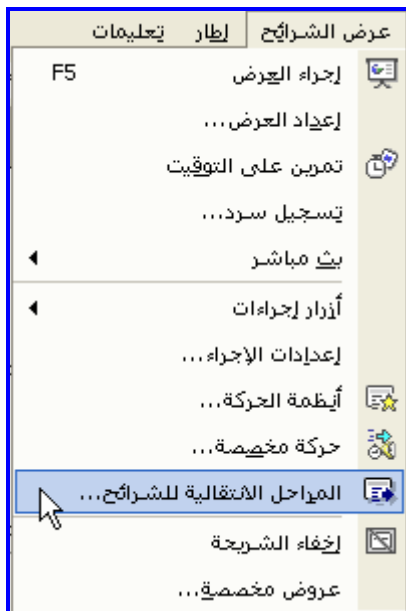 عرض الشرائح إطار تعليمات
إجراء العرض F5
إعداد العرض...
تمرين على التوقيت
تسجيل سرد...
بث مباشر
أزرار إجراءات
إعدادات الإجراء...
أنظمة الحركة...
حركة مخصصة...
المراحل الانتقالية للشرائح...
إخفاء الشريحة
عروض مخصصة...